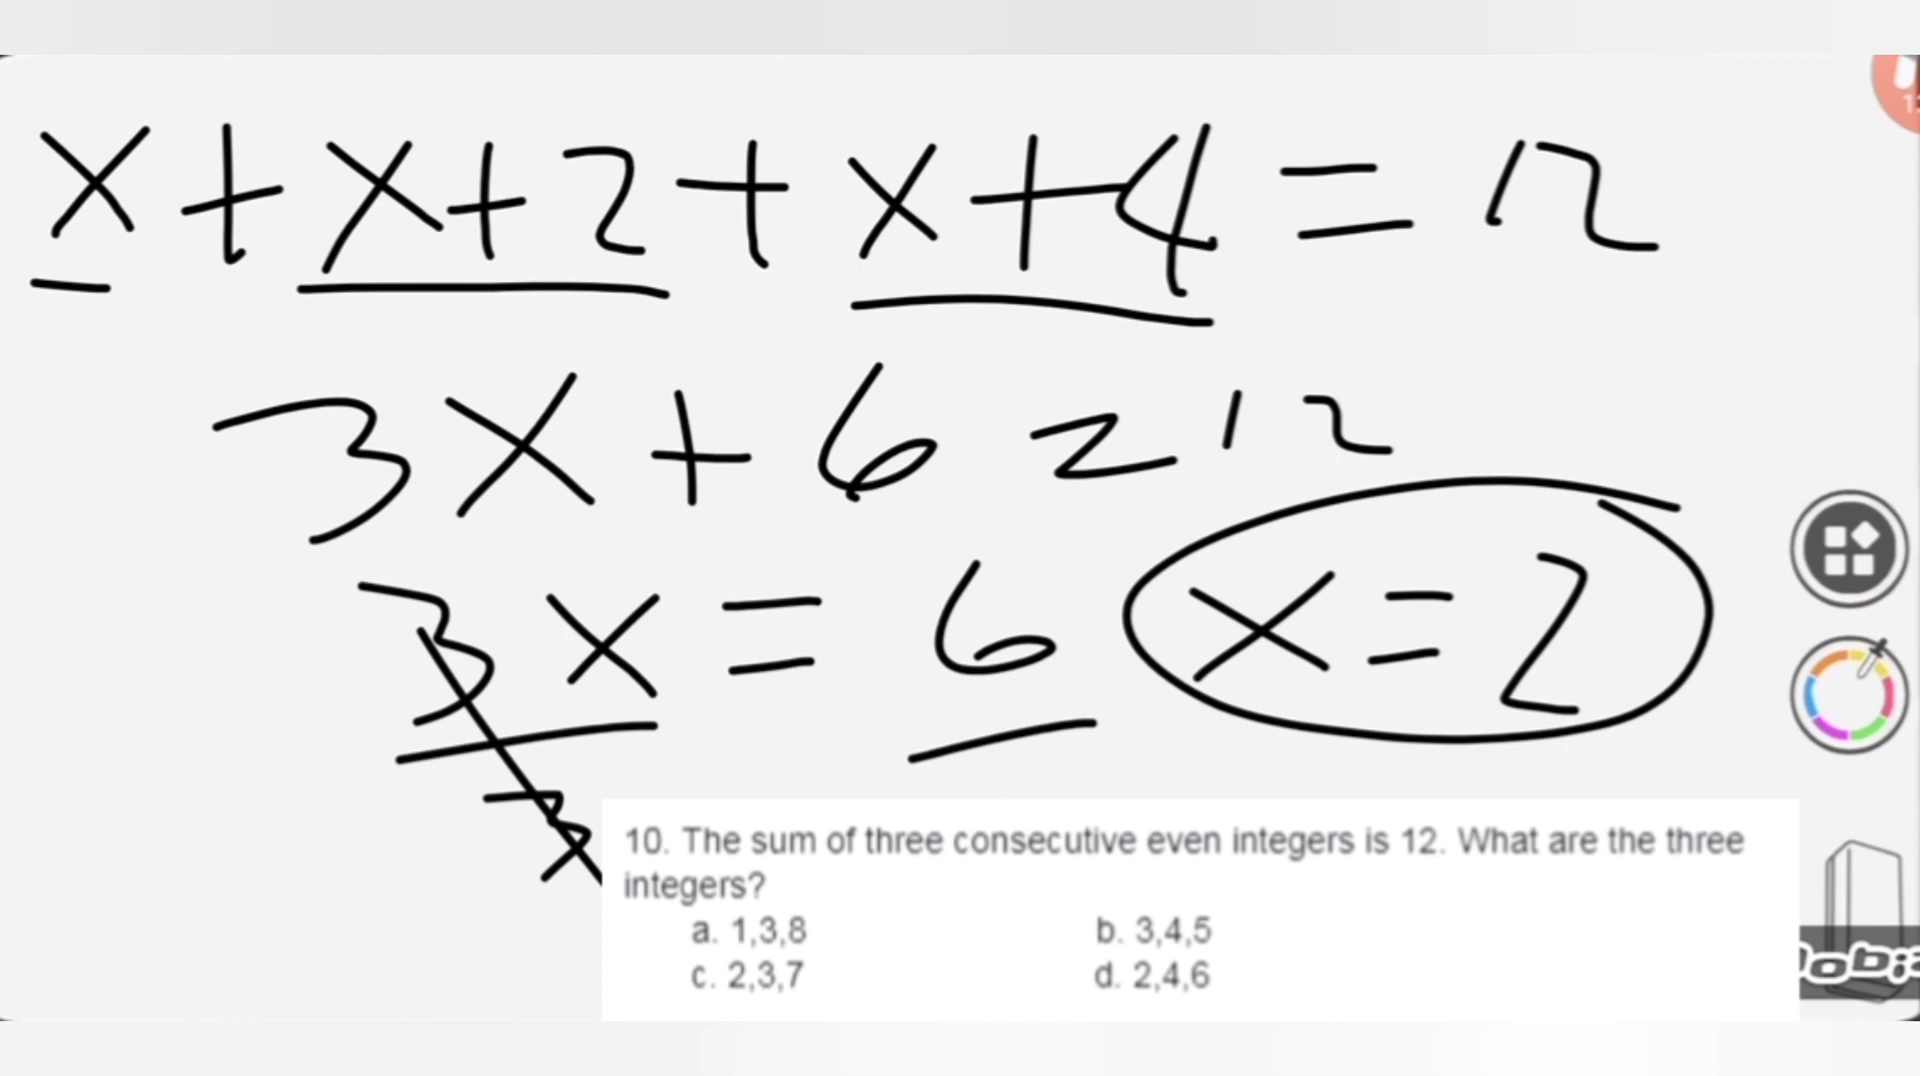 x + x + 2 + x + 4 = 12
3x + 6 = 12
3x = 6 x = 2
3
10. The sum of three consecutive even integers is 12. What are the three
integers?
a. 1,3,8 b. 3,4,5
c. 2,3,7 d. 2,4,6